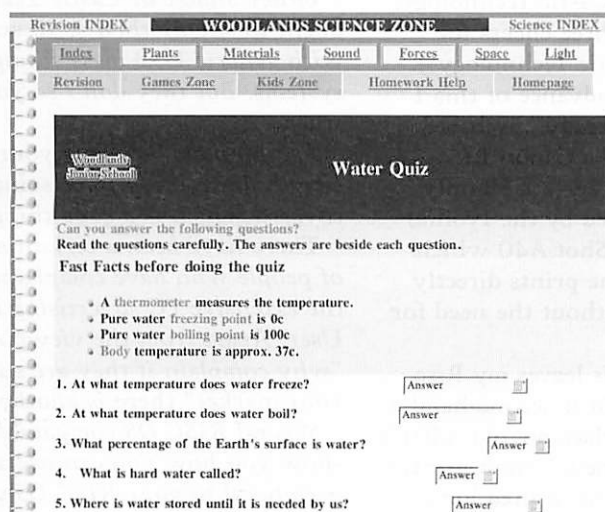 Revision INDEX WOODLANDS SCIENCE ZONE Science INDEX
Index Plants Materials Sound Forces Space Light
Revision Games Zone Kids Zone Homework Help Homepage
Woodlands
Junior School
Water Quiz
Can you answer the following questions?
Read the questions carefully. The answers are beside each question.
Fast Facts before doing the quiz
A thermometer measures the temperature.
Pure water freezing point is 0c
Pure water boiling point is 100c
Body temperature is approx. 37c.
1. At what temperature does water freeze? Answer
2. At what temperature does water boil? Answer
3. What percentage of the Earth's surface is water? Answer
4. What is hard water called? Answer
5. Where is water stored until it is needed by us? Answer